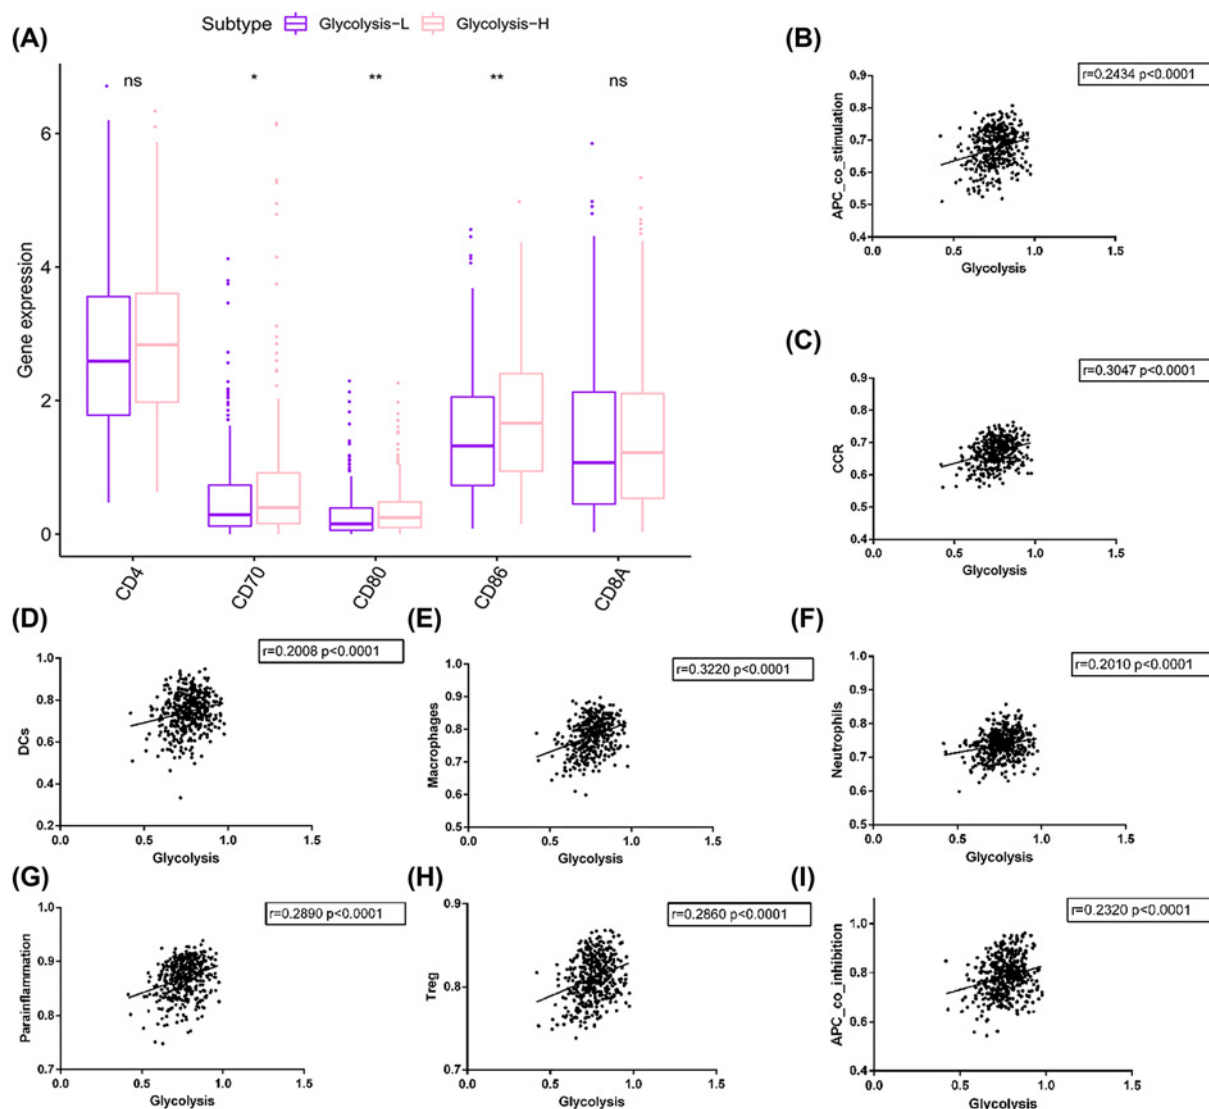 Subtype Glycolysis-L Glycolysis-H
(A)
ns * ** ** ns
Gene expression
6
4
2
0
CD4 CD70 CD80 CD86 CD8A
(B)
r=0.2434 p<0.0001
APC_co_stimulation
0.9
0.8
0.7
0.6
0.5
0.4
0.0 0.5 1.0 1.5
Glycolysis
(C)
r=0.3047 p<0.0001
CCR
0.9
0.8
0.7
0.6
0.5
0.4
0.0 0.5 1.0 1.5
Glycolysis
(D)
r=0.2008 p<0.0001
DCs
1.0
0.8
0.6
0.4
0.2
0.0 0.5 1.0 1.5
Glycolysis
(E)
r=0.3220 p<0.0001
Macrophages
1.0
0.9
0.8
0.7
0.6
0.5
0.0 0.5 1.0 1.5
Glycolysis
(F)
r=0.2010 p<0.0001
Neutrophils
1.0
0.9
0.8
0.7
0.6
0.5
0.0 0.5 1.0 1.5
Glycolysis
(G)
r=0.2890 p<0.0001
Parainflammation
1.0
0.9
0.8
0.7
0.0 0.5 1.0 1.5
Glycolysis
(H)
r=0.2860 p<0.0001
Treg
0.9
0.8
0.7
0.0 0.5 1.0 1.5
Glycolysis
(I)
r=0.2320 p<0.0001
APC_co_inhibition
1.0
0.8
0.6
0.4
0.0 0.5 1.0 1.5
Glycolysis